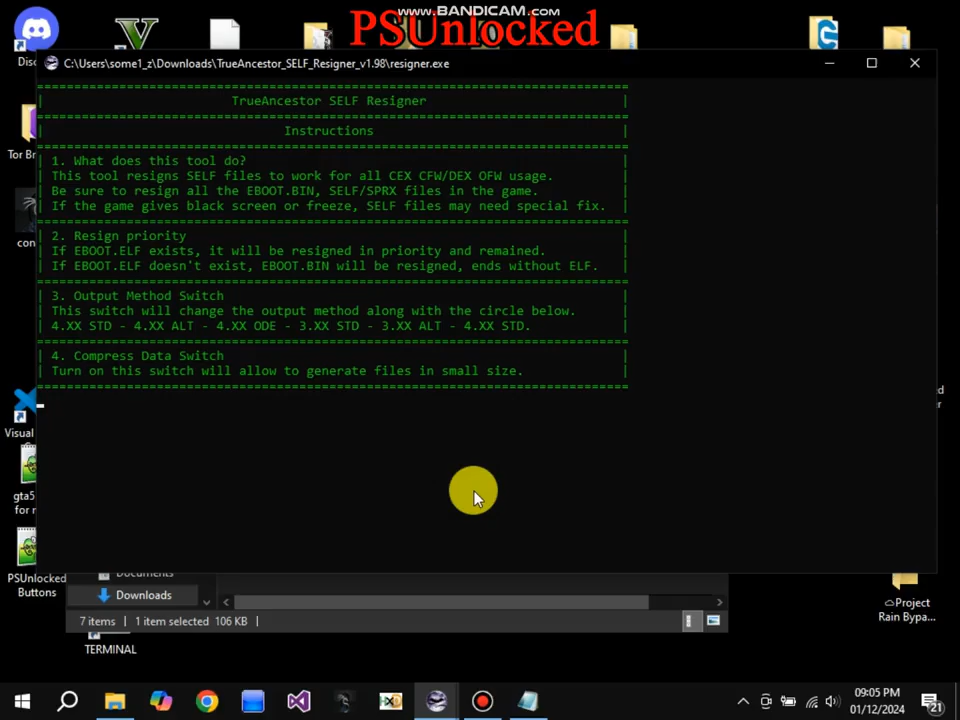 www.BANDICAM.com
PSUnlocked
C:\Users\some1_z\Downloads\TrueAncestor_SELF_Resigner_v1.98\resigner.exe
TrueAncestor SELF Resigner
Instructions
1. What does this tool do?
This tool resigns SELF files to work for all CEX CFW/DEX OFW usage.
Be sure to resign all the EBOOT.BIN, SELF/SPRX files in the game.
If the game gives black screen or freeze, SELF files may need special fix.
2. Resign priority
If EBOOT.ELF exists, it will be resigned in priority and remained.
If EBOOT.ELF doesn't exist, EBOOT.BIN will be resigned, ends without ELF.
3. Output Method Switch
This switch will change the output method along with the circle below.
4.XX STD - 4.XX ALT - 4.XX ODE - 3.XX STD - 3.XX ALT - 4.XX STD.
4. Compress Data Switch
Turn on this switch will allow to generate files in small size.
Disc
Tor Br
con
Visual
gta5
for r
PSUnlocked
Buttons
Documents
Downloads
7 items
1 item selected 106 KB
TERMINAL
Project
Rain Bypa...
09:05 PM
01/12/2024
21